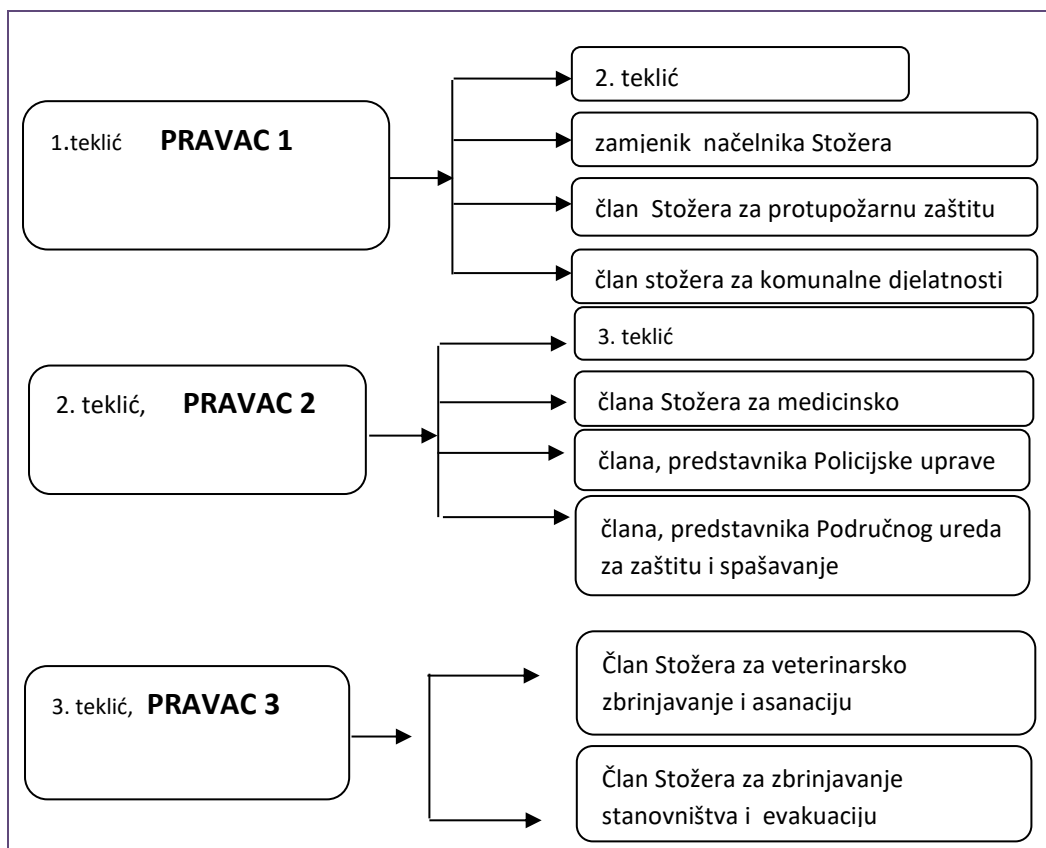 1.teklić PRAVAC 1
2. teklić
zamjenik načelnika Stožera
član Stožera za protupožarnu zaštitu
član stožera za komunalne djelatnosti
2. teklić, PRAVAC 2
3. teklić
člana Stožera za medicinsko
člana, predstavnika Policijske uprave
člana, predstavnika Područnog ureda
za zaštitu i spašavanje
3. teklić, PRAVAC 3
Član Stožera za veterinarsko
zbrinjavanje i asanaciju
Član Stožera za zbrinjavanje
stanovništva i evakuaciju